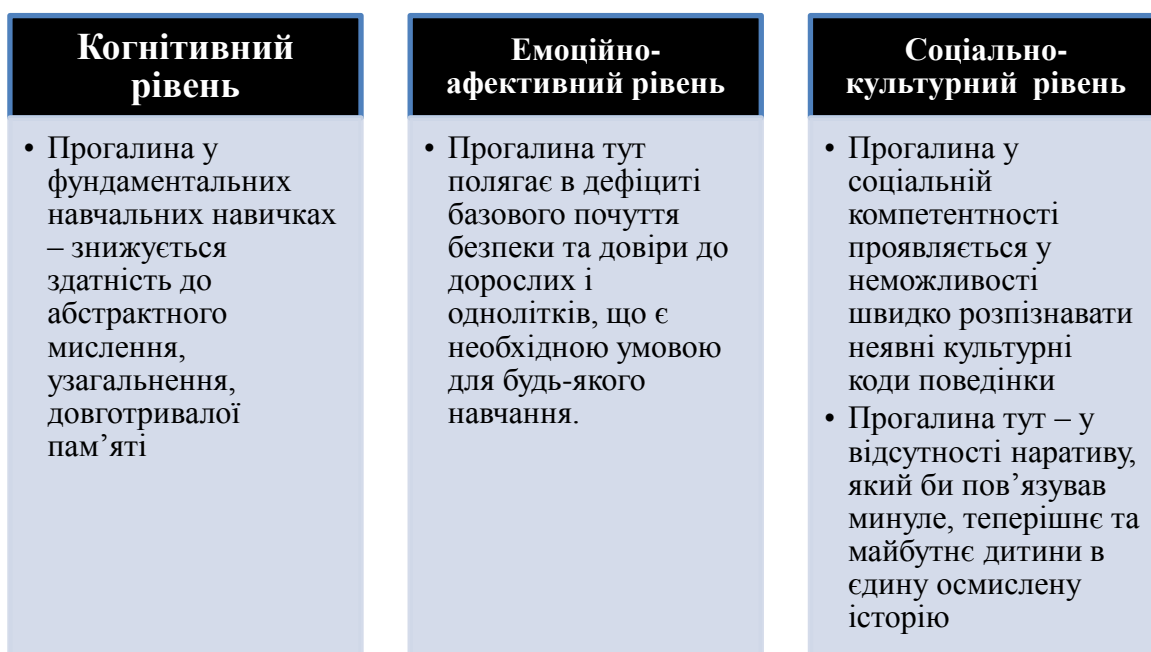 Когнітивний
рівень
• Прогалина у
фундаментальних
навчальних навичках
– знижується
здатність до
абстрактного
мислення,
узагальнення,
довготривалої
пам’яті
Емоційно-
афективний рівень
• Прогалина тут
полягає в дефіциті
базового почуття
безпеки та довіри до
дорослих і
однолітків, що є
необхідною умовою
для будь-якого
навчання.
Соціально-
культурний рівень
• Прогалина у
соціальній
компетентності
проявляється у
неможливості
швидко розпізнавати
неявні культурні
коди поведінки
• Прогалина тут – у
відсутності наративу,
який би пов’язував
минуле, теперішнє та
майбутнє дитини в
єдину осмислену
історію